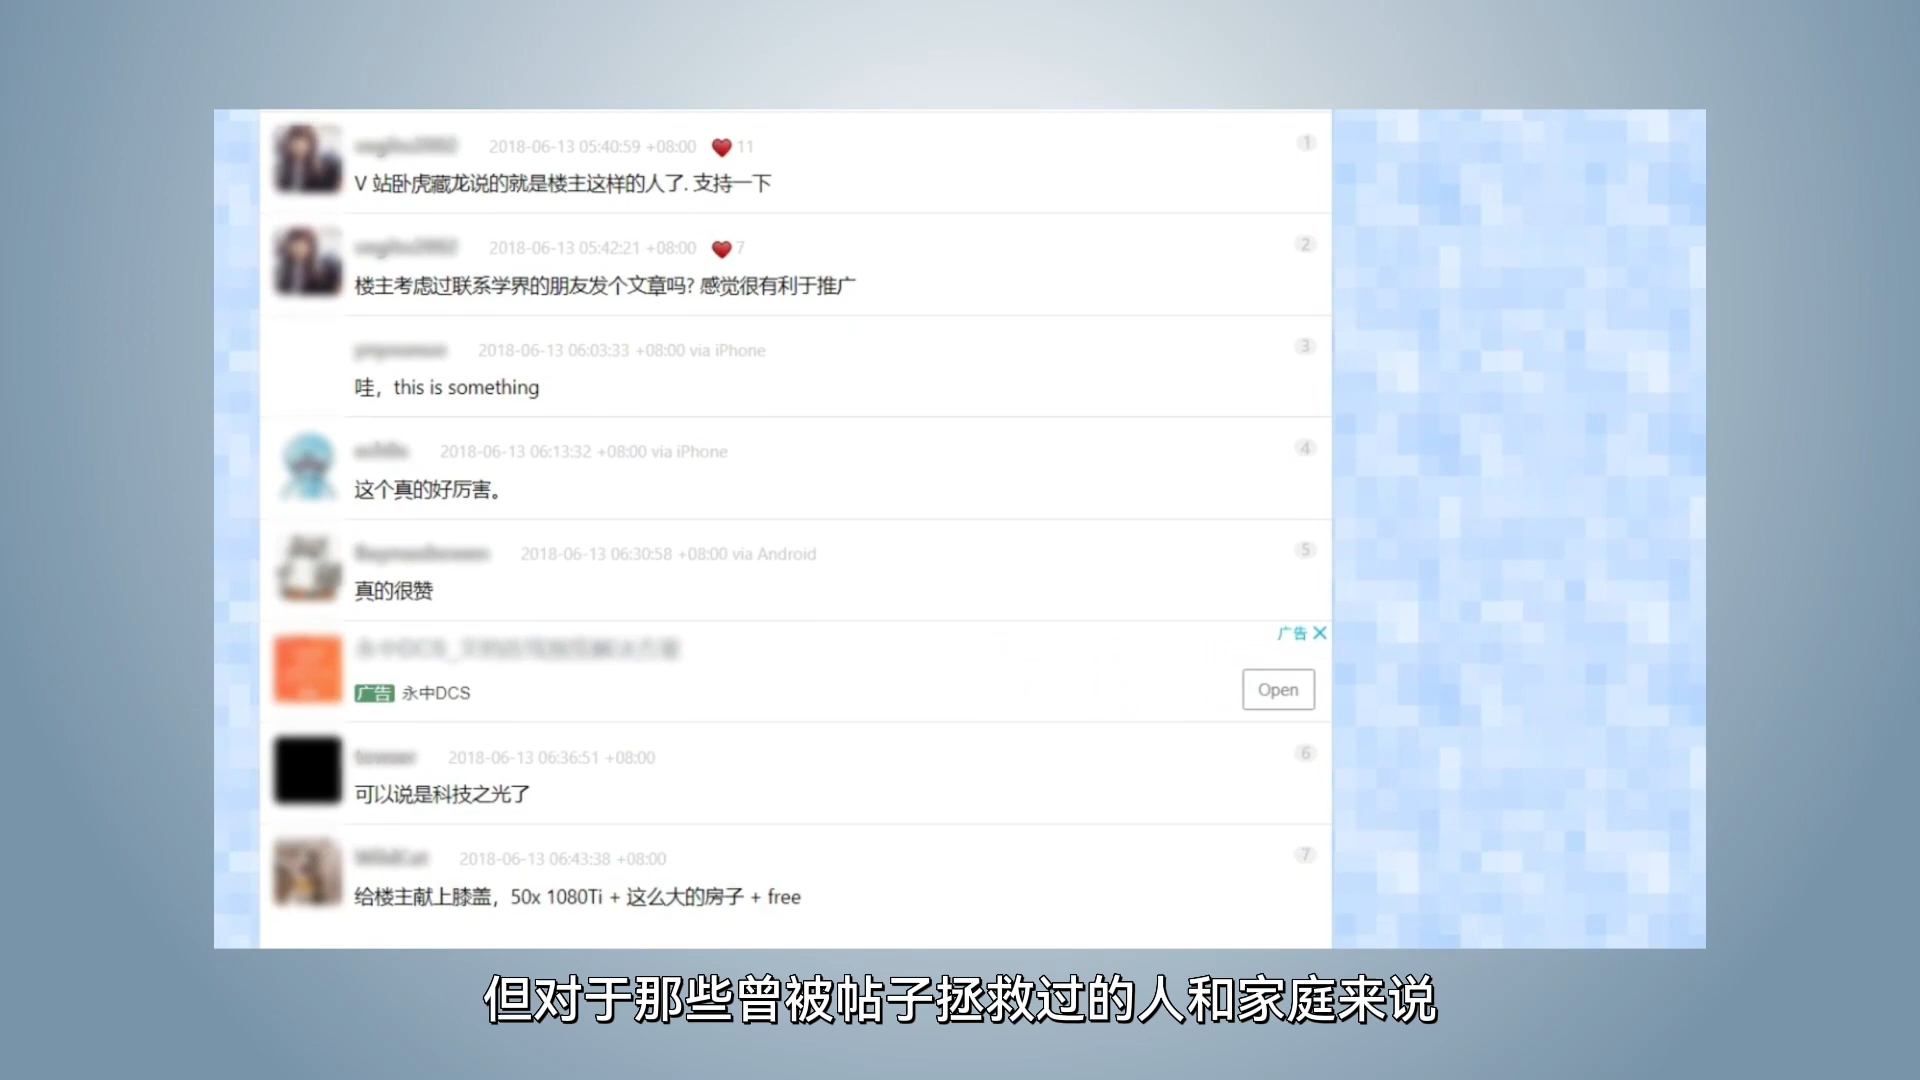 2018-06-13 05:40:59 +08:00 11
1
V 站卧虎藏龙说的就是楼主这样的人了. 支持一下
2018-06-13 05:42:21 +08:00 7
2
楼主考虑过联系学界的朋友发个文章吗? 感觉很有利于推广
2018-06-13 06:03:33 +08:00 via iPhone
3
哇，this is something
2018-06-13 06:13:32 +08:00 via iPhone
4
这个真的好厉害。
2018-06-13 06:30:58 +08:00 via Android
5
真的很赞
广告
广告 永中DCS
Open
2018-06-13 06:36:51 +08:00
6
可以说是科技之光了
2018-06-13 06:43:38 +08:00
7
给楼主献上膝盖，50x 1080Ti + 这么大的房子 + free
但对于那些曾被帖子拯救过的人和家庭来说